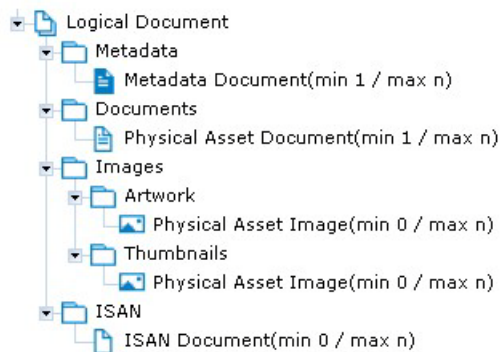 Logical Document
Metadata
Metadata Document(min 1 / max n)
Documents
Physical Asset Document(min 1 / max n)
Images
Artwork
Physical Asset Image(min 0 / max n)
Thumbnails
Physical Asset Image(min 0 / max n)
ISAN
ISAN Document(min 0 / max n)